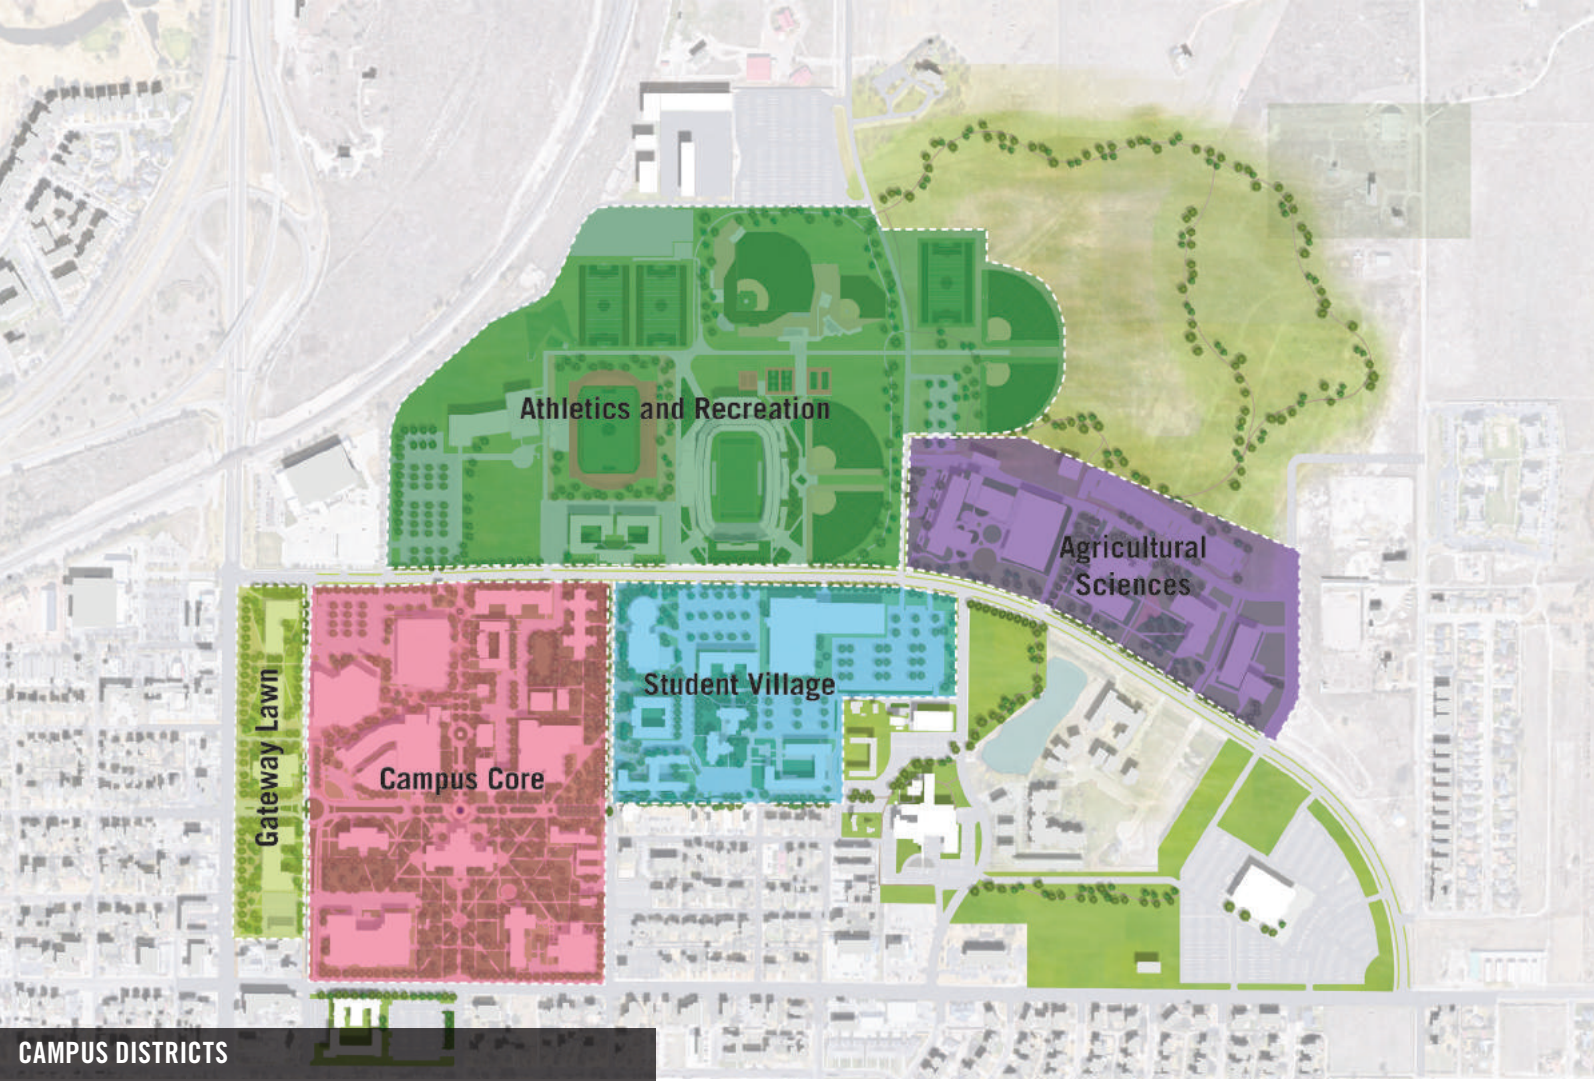 Athletics and Recreation
Agricultural
Sciences
Student Village
Gateway Lawn
Campus Core
CAMPUS DISTRICTS